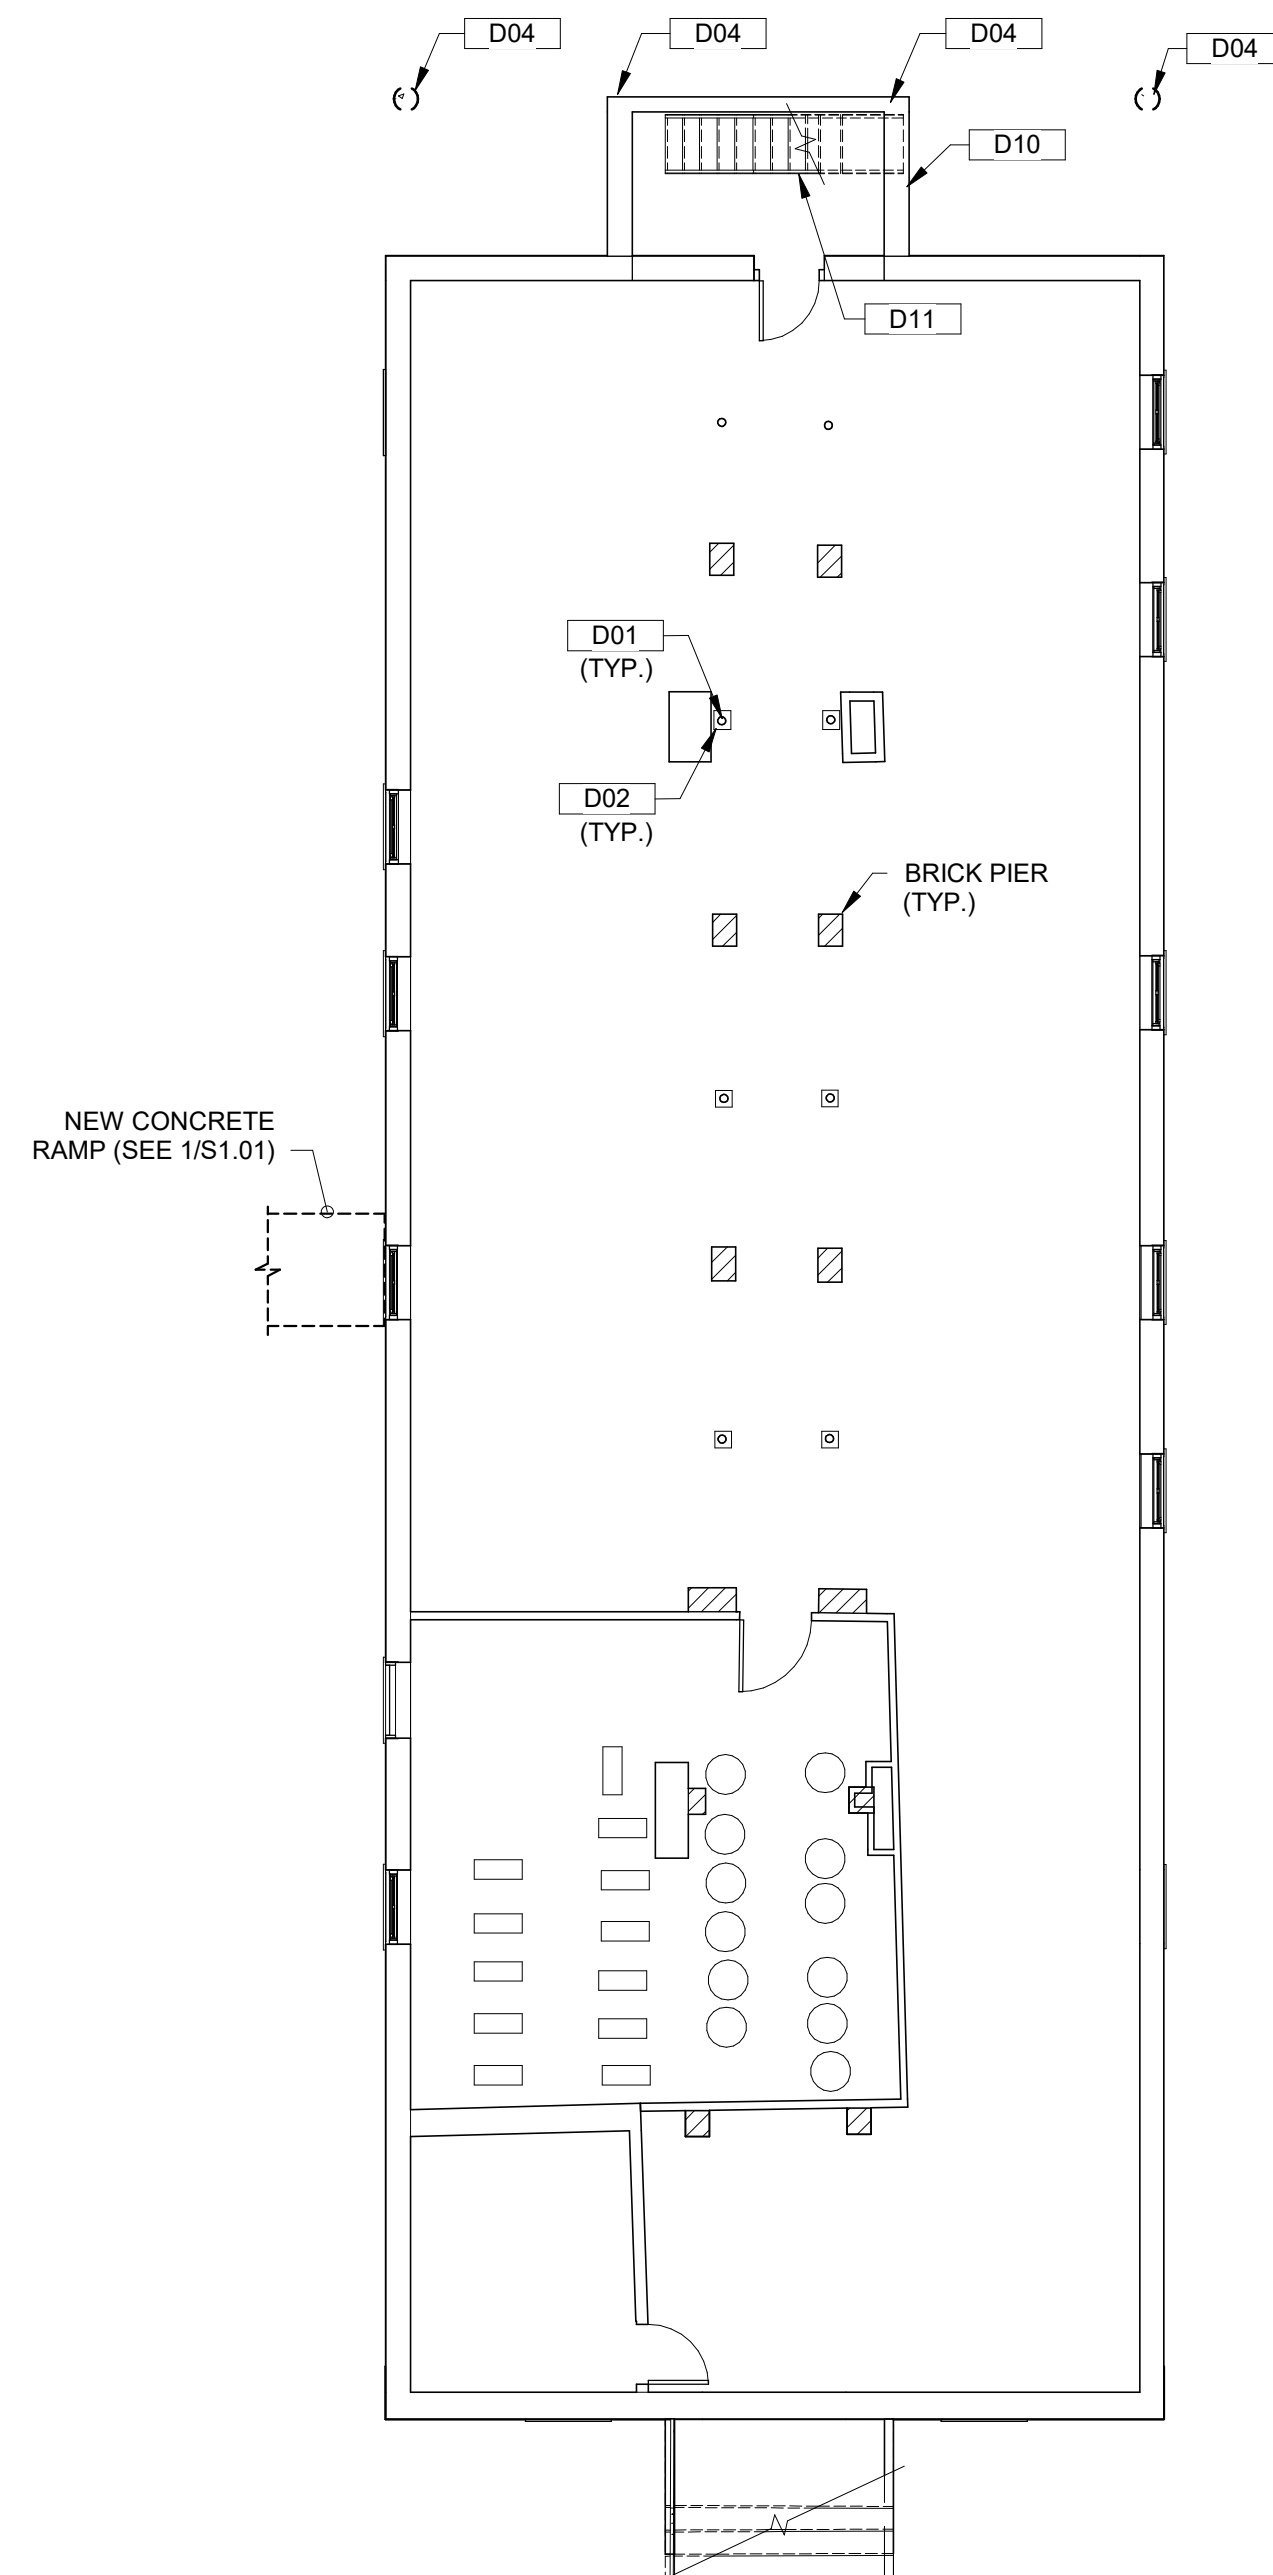 D04
D04
D04
D04
D10
D11
D01
(TYP.)
D02
(TYP.)
BRICK PIER
(TYP.)
NEW CONCRETE
RAMP (SEE 1/S1.01)